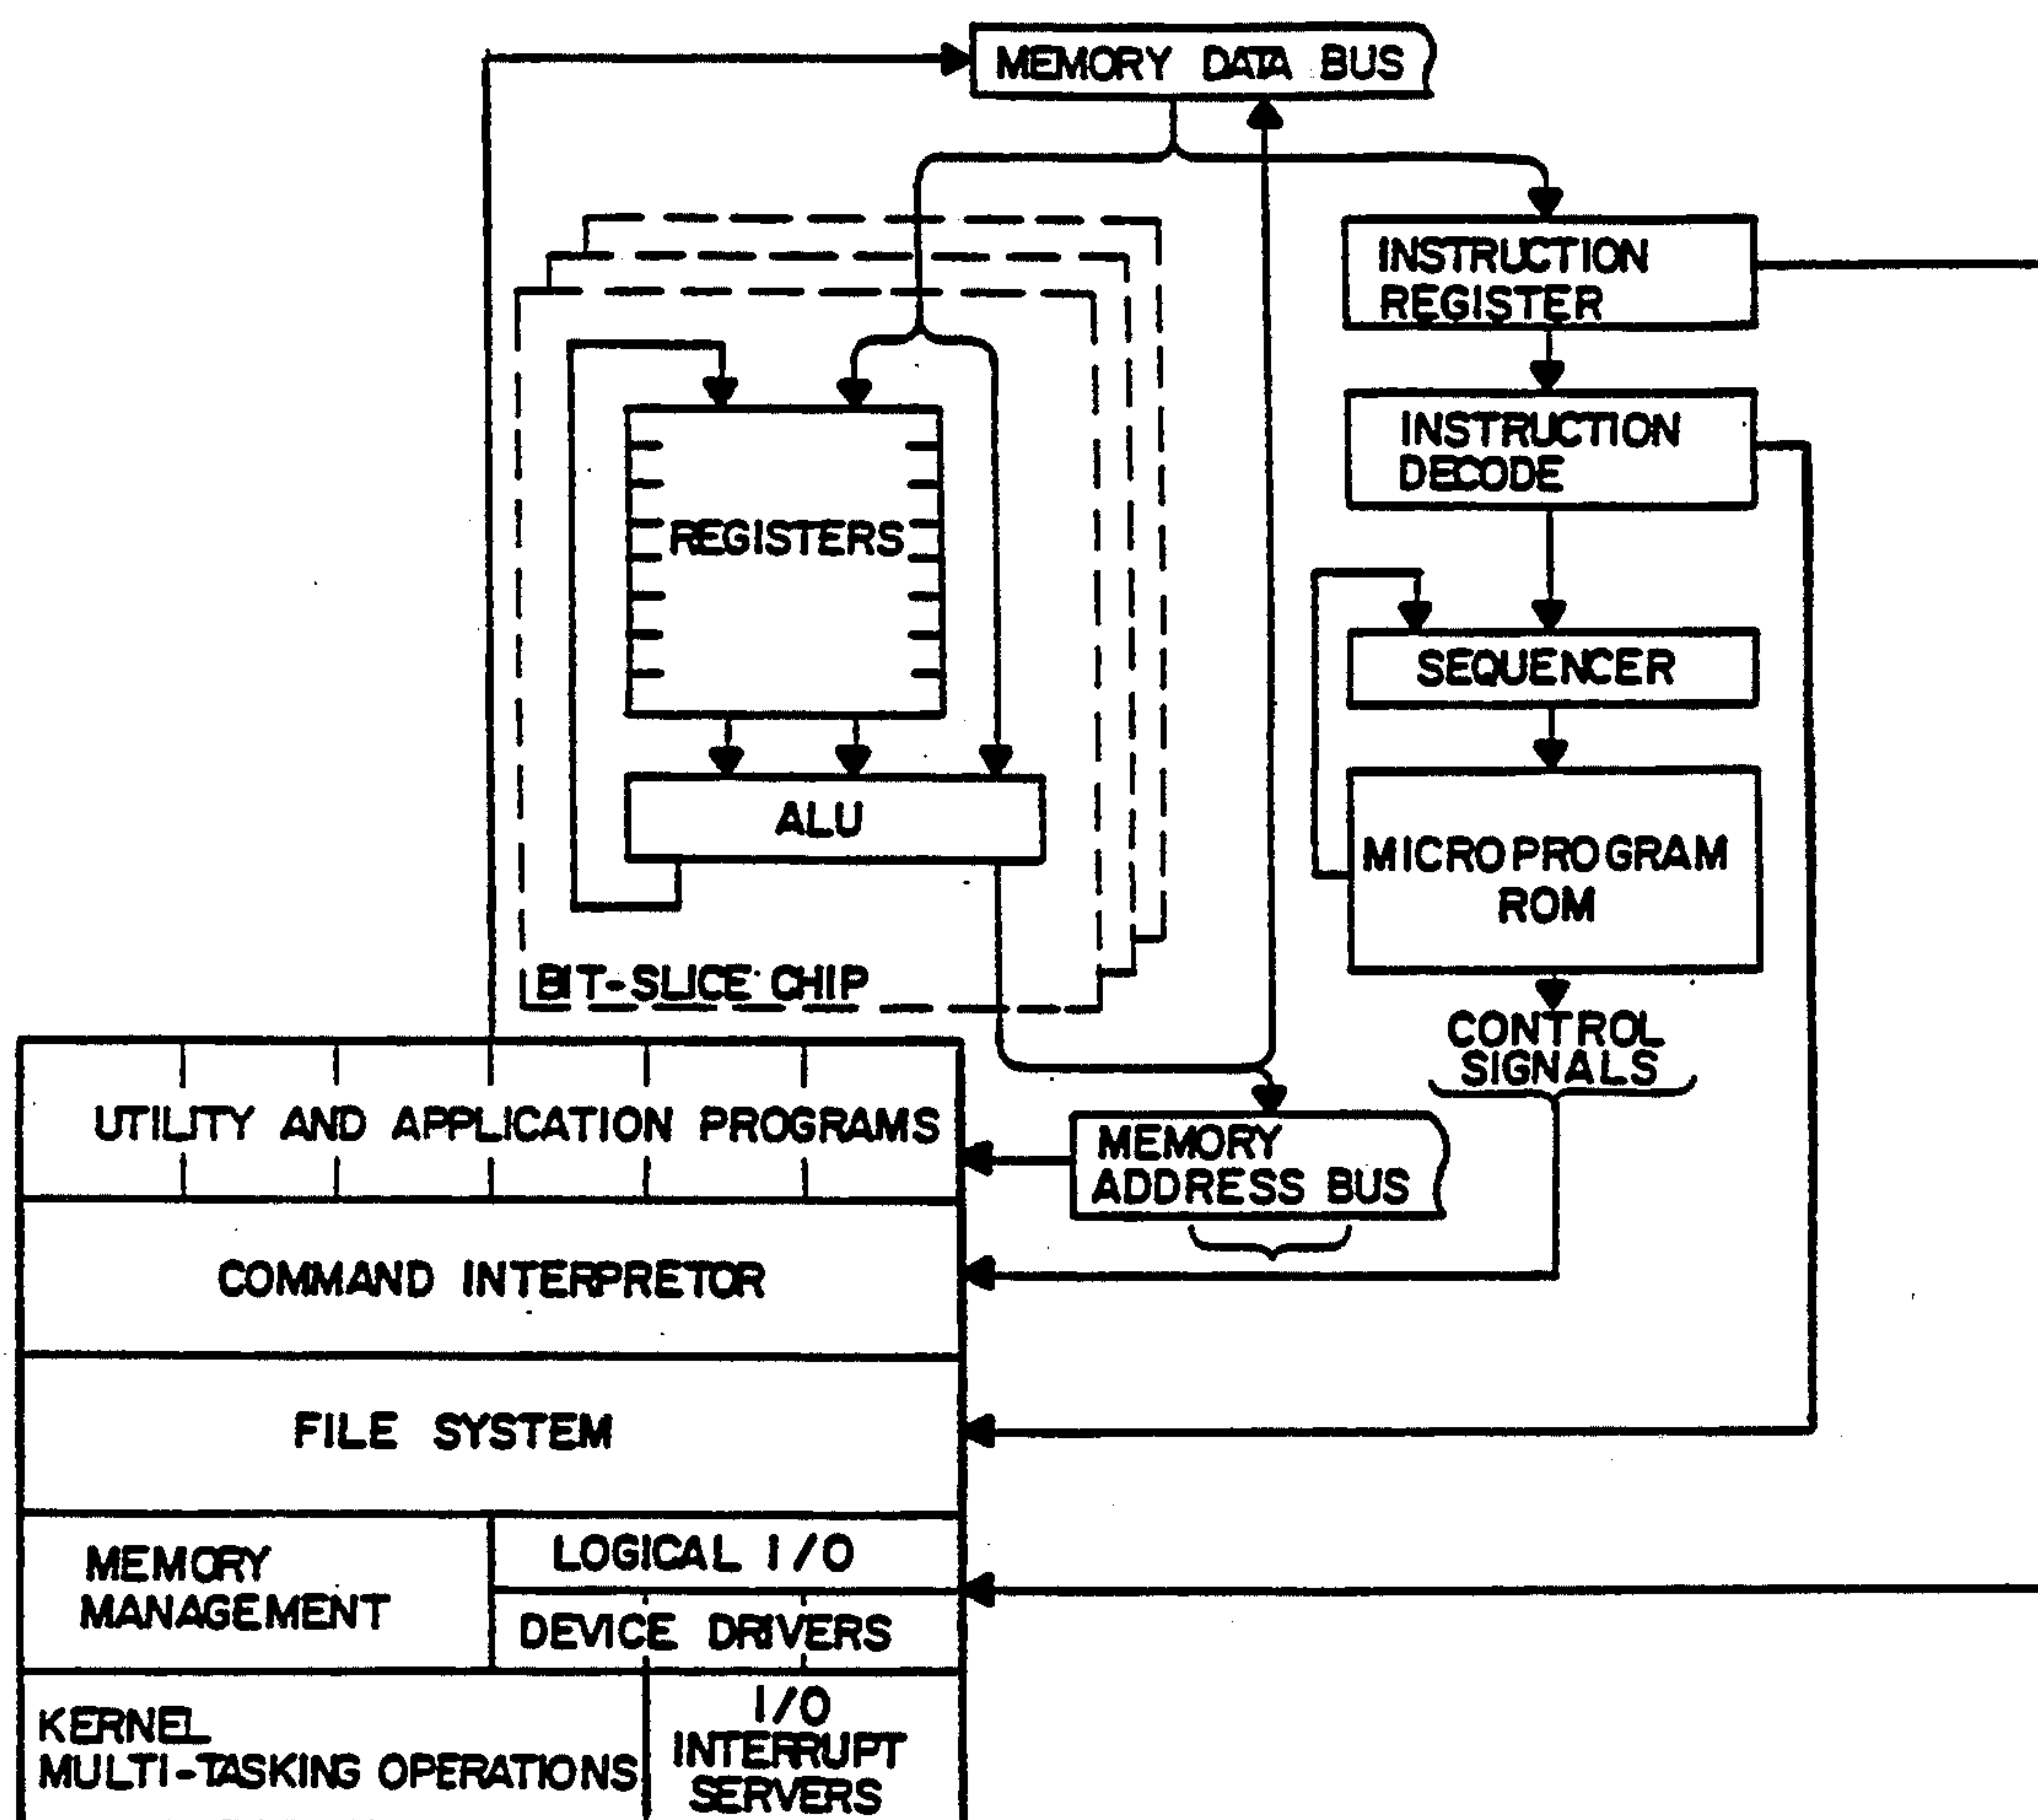 MEMORY DATA BUS
INSTRUCTION
REGISTER
INSTRUCTION
DECODE
REGISTERS
SEQUENCER
ALU
MICROPROGRAM
ROM
BIT-SLICE CHIP
CONTROL
SIGNALS
UTILITY AND APPLICATION PROGRAMS
MEMORY
ADDRESS BUS
COMMAND INTERPRETOR
FILE SYSTEM
MEMORY
MANAGEMENT
LOGICAL I/O
DEVICE DRIVERS
KERNEL
MULTI-TASKING OPERATIONS
I/O
INTERRUPT
SERVERS